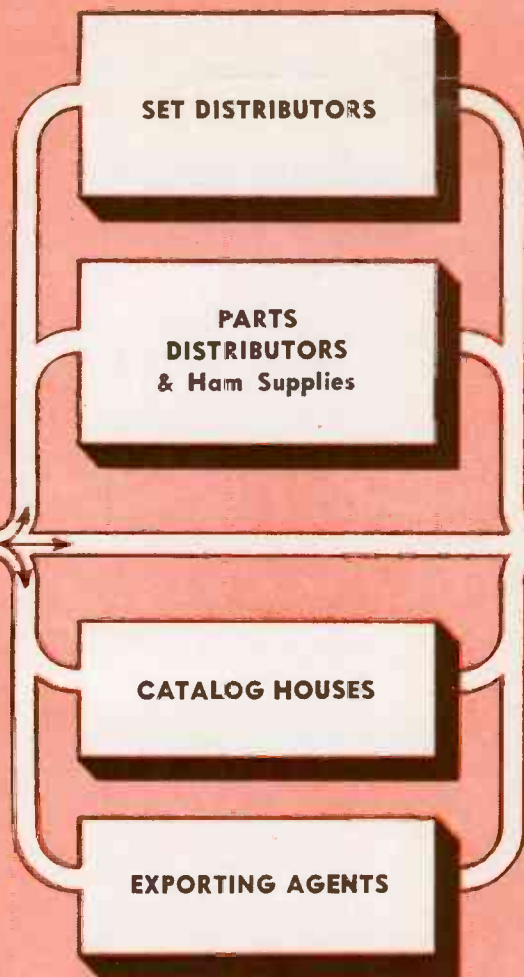 SET DISTRIBUTORS
PARTS
DISTRIBUTORS
& Ham Supplies
CATALOG HOUSES
EXPORTING AGENTS